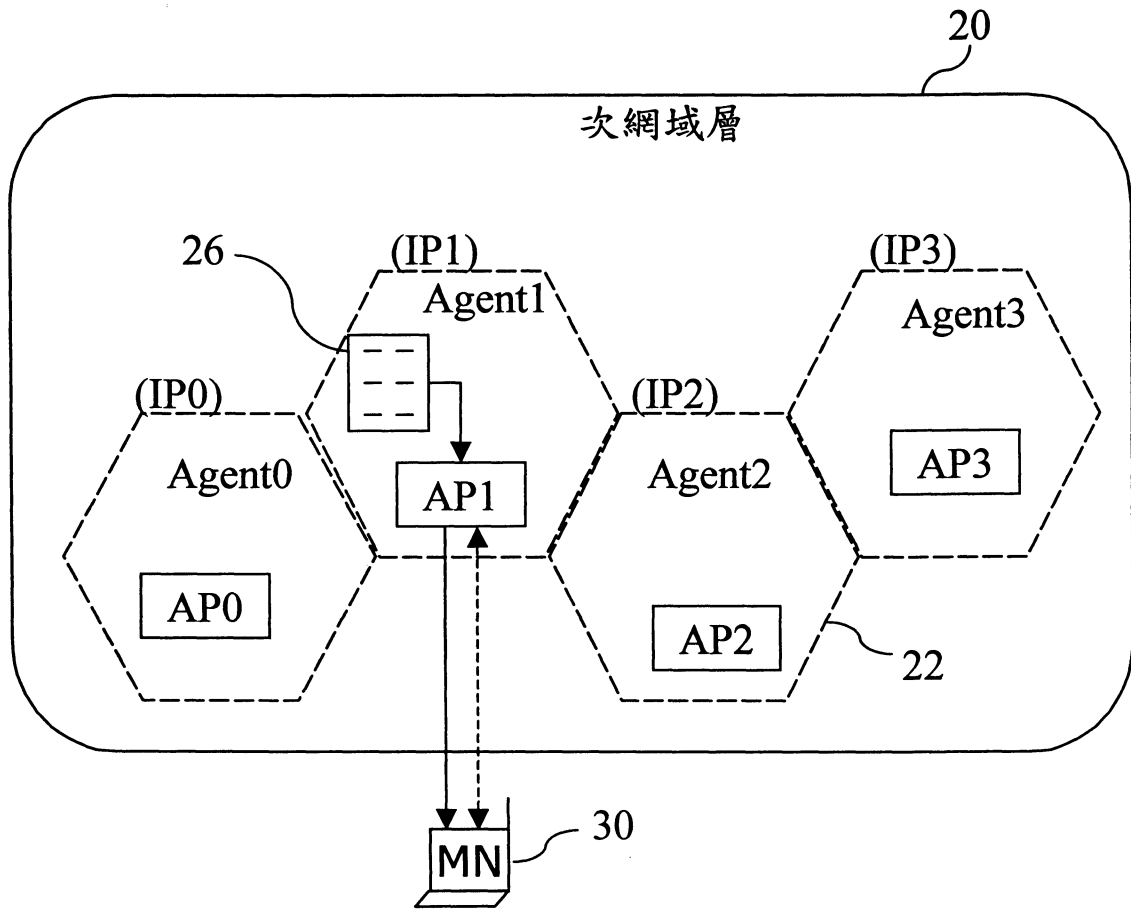 20
次網域層
26
(IP1)
(IP3)
Agent1
Agent3
(IP0)
(IP2)
Agent0
Agent2
AP3
AP1
AP0
AP2
22
30
MN